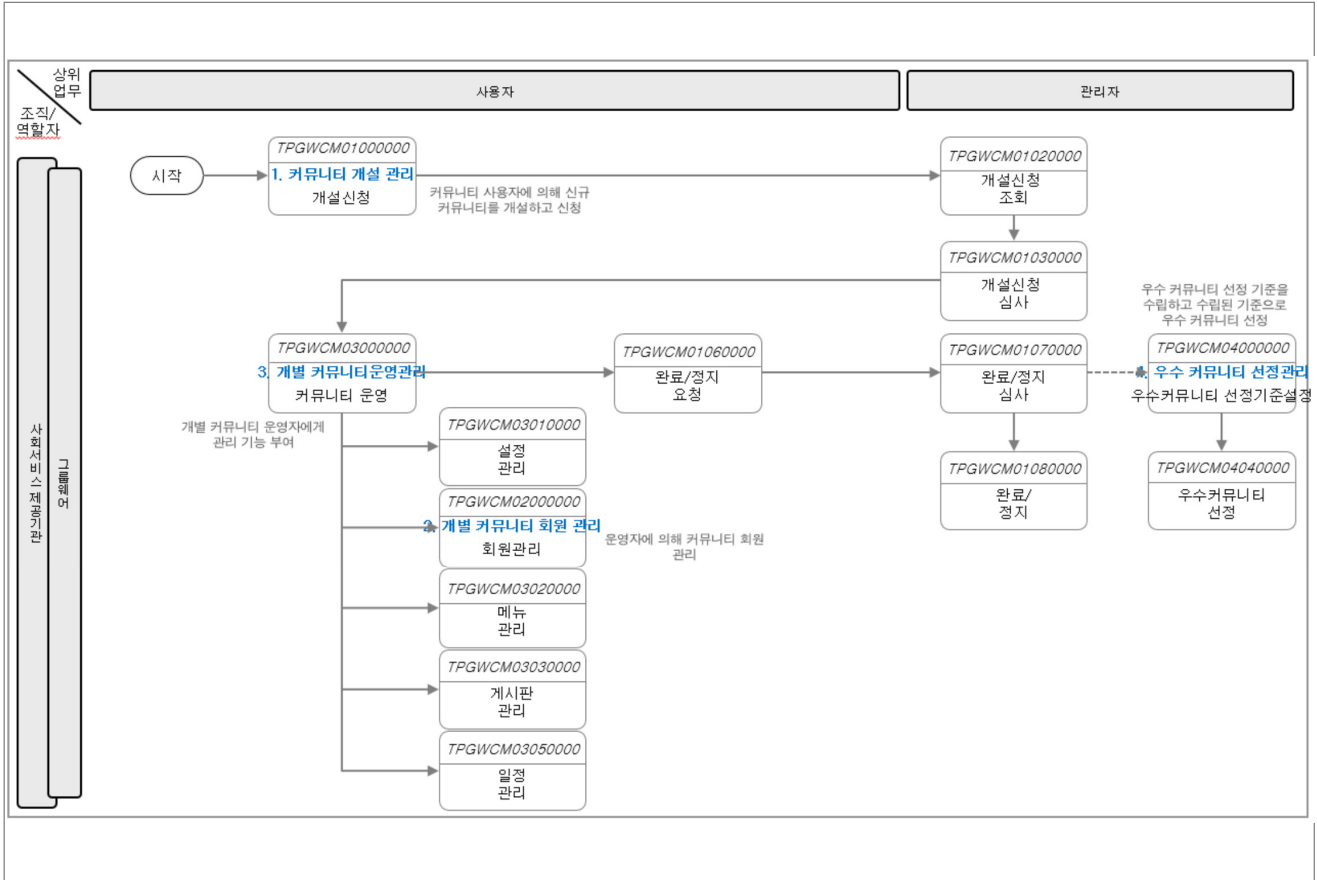 상위
업무
조직/
역할자
사용자
관리자
사회서비스제공기관
그룹웨어
시작
TPGWCM01000000
1. 커뮤니티 개설 관리
개설신청
커뮤니티 사용자에 의해 신규
커뮤니티를 개설하고 신청
TPGWCM01020000
개설신청
조회
TPGWCM01030000
개설신청
심사
우수 커뮤니티 선정 기준을
수립하고 수립된 기준으로
우수 커뮤니티 선정
TPGWCM03000000
3. 개별 커뮤니티운영관리
커뮤니티 운영
TPGWCM01060000
완료/정지
요청
TPGWCM01070000
완료/정지
심사
TPGWCM04000000
4. 우수 커뮤니티 선정관리
우수커뮤니티 선정기준설정
개별 커뮤니티 운영자에게
관리 기능 부여
TPGWCM03010000
설정
관리
TPGWCM01080000
완료/
정지
TPGWCM04040000
우수커뮤니티
선정
TPGWCM02000000
2. 개별 커뮤니티 회원 관리
회원관리
운영자에 의해 커뮤니티 회원
관리
TPGWCM03020000
메뉴
관리
TPGWCM03030000
게시판
관리
TPGWCM03050000
일정
관리